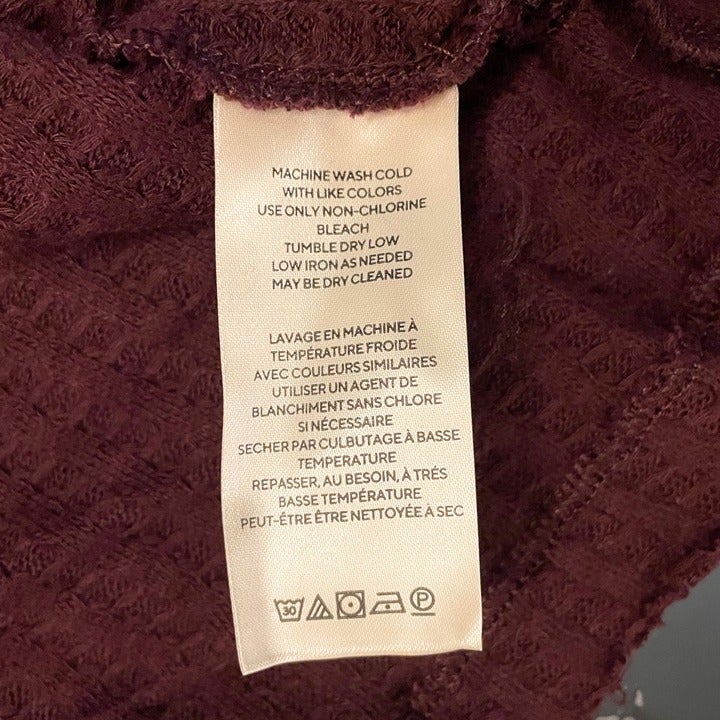 MACHINE WASH COLD
WITH LIKE COLORS
USE ONLY NON-CHLORINE
BLEACH
TUMBLE DRY LOW
LOW IRON AS NEEDED
MAY BE DRY CLEANED
LAVAGE EN MACHINE À
TEMPÉRATURE FROIDE
AVEC COULEURS SIMILAIRES
UTILISER UN AGENT DE
BLANCHIMENT SANS CHLORE
SI NÉCESSAIRE
SECHER PAR CULBUTAGE À BASSE
TEMPERATURE
REPASSER, AU BESOIN, À TRÉS
BASSE TEMPÉRATURE
PEUT-ÊTRE ÊTRE NETTOYÉE À SEC
30 P